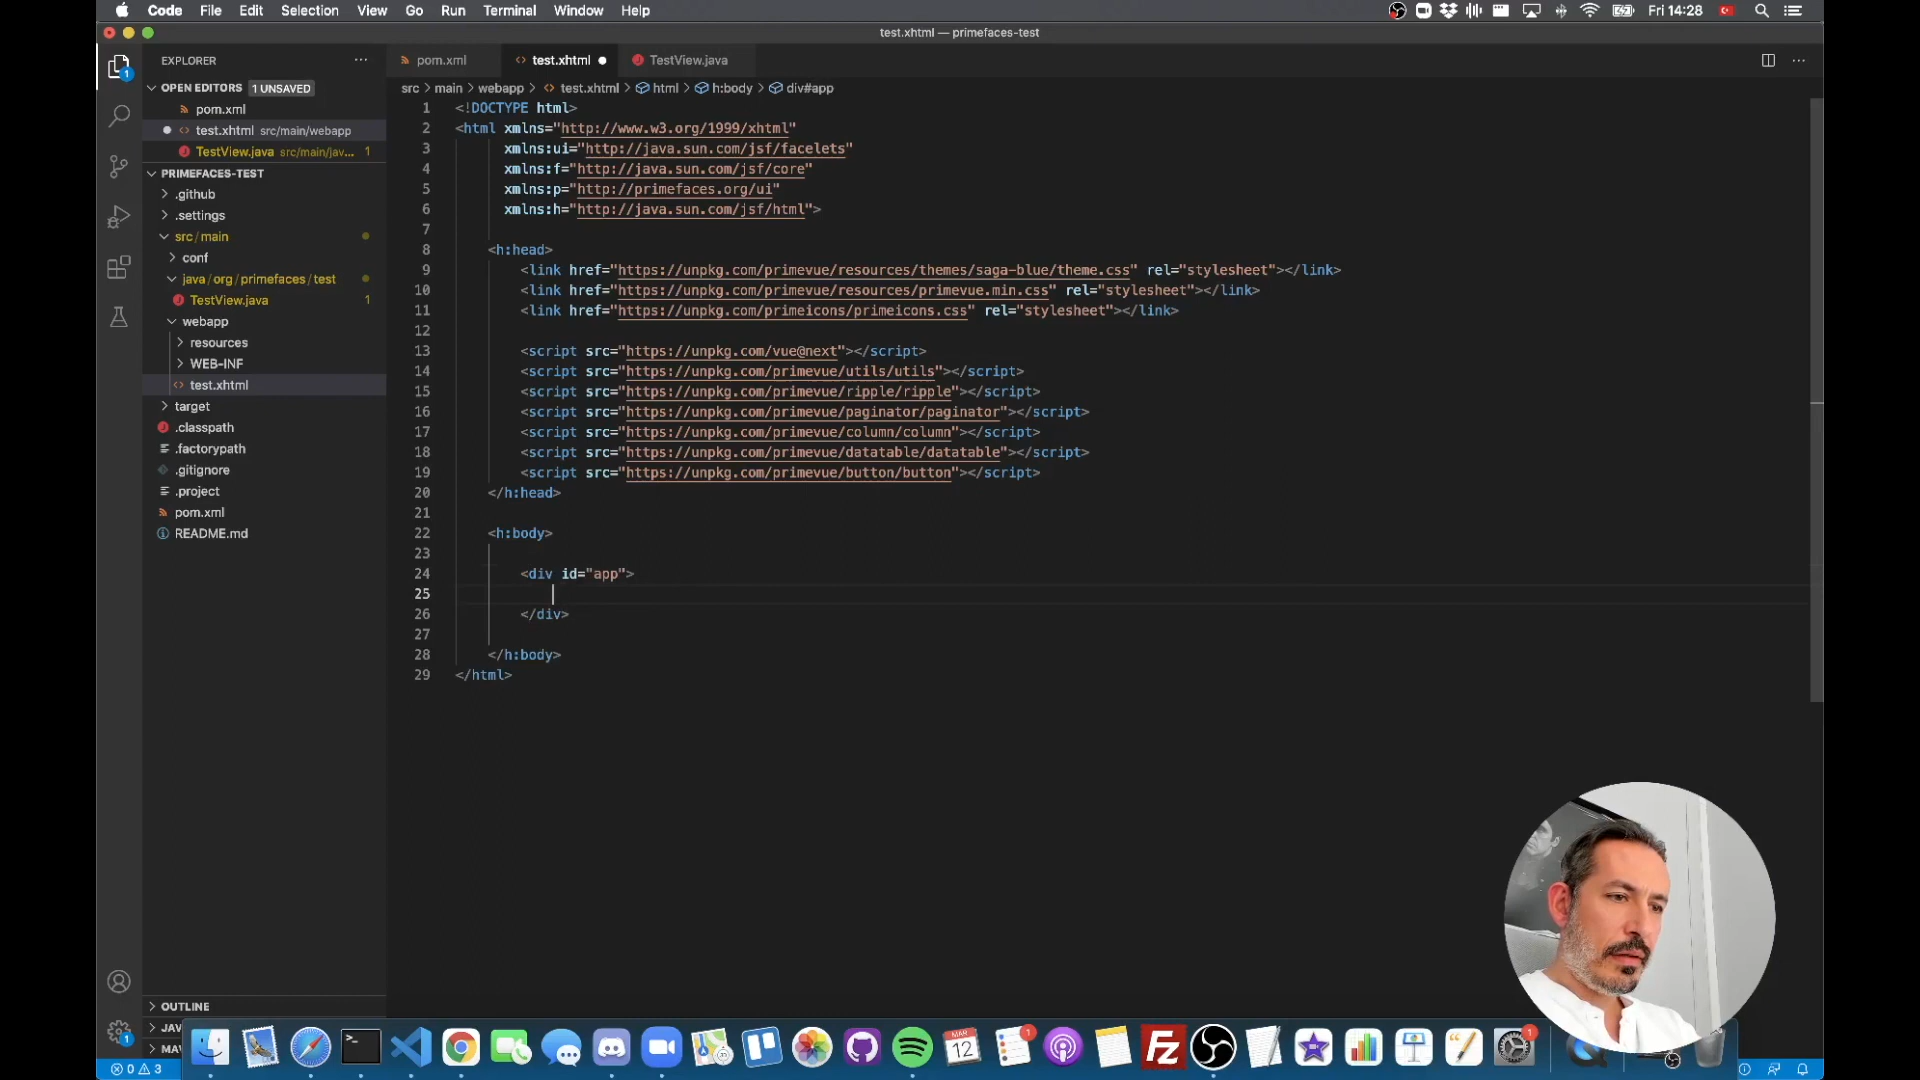 Code File Edit Selection View Go Run Terminal Window Help Fri 14:28
test.xhtml — primefaces-test
EXPLORER
pom.xml test.xhtml TestView.java
OPEN EDITORS 1 UNSAVED
pom.xml
test.xhtml src/main/webapp
TestView.java src/main/jav... 1
PRIMEFACES-TEST
.github
.settings
src / main
conf
java / org / primefaces / test
TestView.java 1
webapp
resources
WEB-INF
test.xhtml
target
.classpath
.factorypath
.gitignore
.project
pom.xml
README.md
OUTLINE
JAV
MAV
src > main > webapp > test.xhtml > html > h:body > div#app
1 <!DOCTYPE html>
2 <html xmlns="http://www.w3.org/1999/xhtml"
3 xmlns:ui="http://java.sun.com/jsf/facelets"
4 xmlns:f="http://java.sun.com/jsf/core"
5 xmlns:p="http://primefaces.org/ui"
6 xmlns:h="http://java.sun.com/jsf/html">
7
8 <h:head>
9 <link href="https://unpkg.com/primevue/resources/themes/saga-blue/theme.css" rel="stylesheet"></link>
10 <link href="https://unpkg.com/primevue/resources/primevue.min.css" rel="stylesheet"></link>
11 <link href="https://unpkg.com/primeicons/primeicons.css" rel="stylesheet"></link>
12
13 <script src="https://unpkg.com/vue@next"></script>
14 <script src="https://unpkg.com/primevue/utils/utils"></script>
15 <script src="https://unpkg.com/primevue/ripple/ripple"></script>
16 <script src="https://unpkg.com/primevue/paginator/paginator"></script>
17 <script src="https://unpkg.com/primevue/column/column"></script>
18 <script src="https://unpkg.com/primevue/datatable/datatable"></script>
19 <script src="https://unpkg.com/primevue/button/button"></script>
20 </h:head>
21
22 <h:body>
23
24 <div id="app">
25
26 </div>
27
28 </h:body>
29 </html>
1
1
MAR
12
1
1
0 3